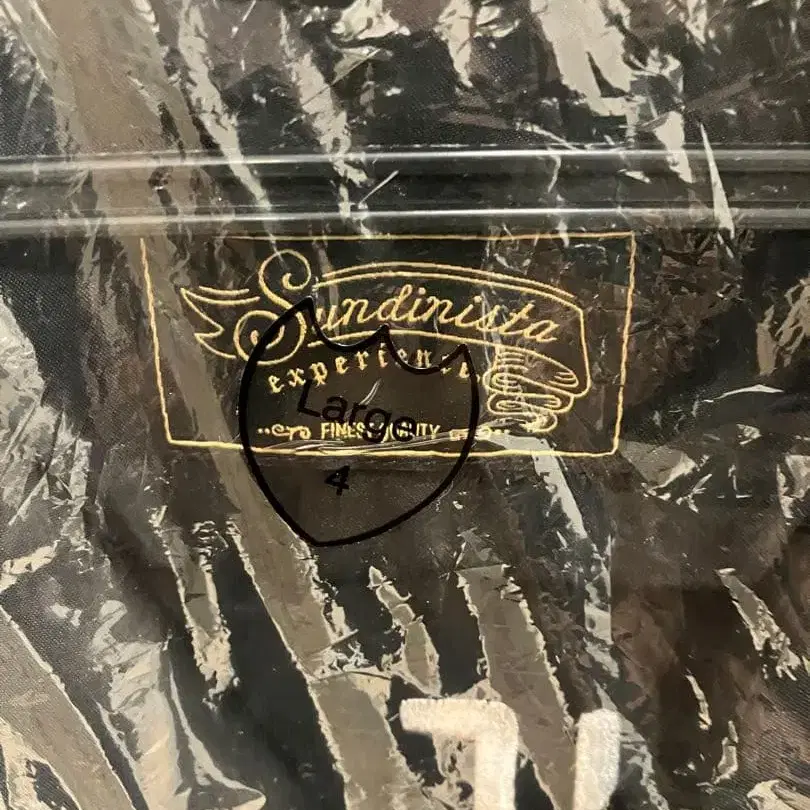 Sundinista
experience
Large
FINEST QUALITY
4